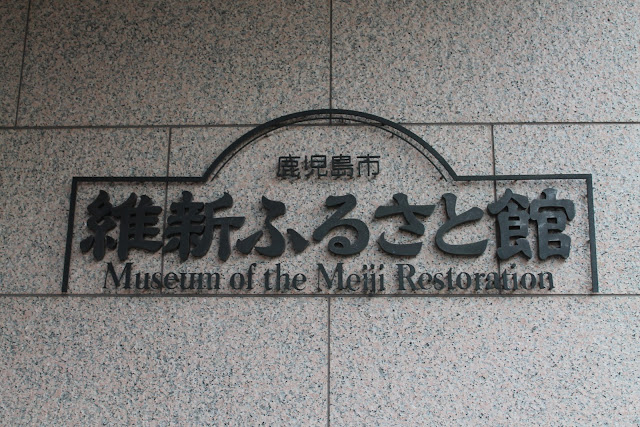 鹿児島市
維新ふるさと館
Museum of the Meiji Restoration